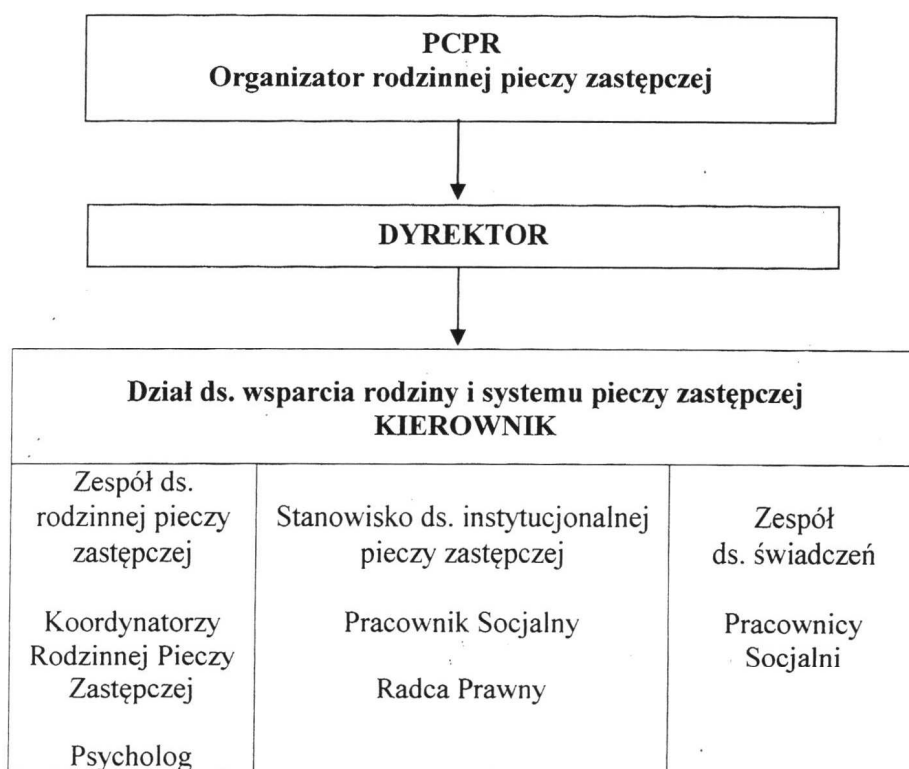 PCPR
Organizator rodzinnej pieczy zastępczej
DYREKTOR
Dział ds. wsparcia rodziny i systemu pieczy zastępczej
KIEROWNIK
Zespół ds.
rodzinnej pieczy
zastępczej
Koordynatorzy
Rodzinnej Pieczy
Zastępczej
Psycholog
Stanowisko ds. instytucjonalnej
pieczy zastępczej
Pracownik Socjalny
Radca Prawny
Zespół
ds. świadczeń
Pracownicy
Socjalni